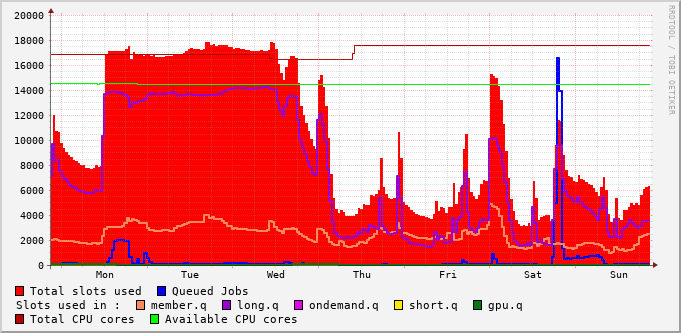 20000
18000
16000
14000
12000
10000
8000
6000
4000
2000
0
Mon Tue Wed Thu Fri Sat Sun
RRDTOOL / TOBI OETIKER
Total slots used Queued Jobs
Slots used in : member.q long.q ondemand.q short.q gpu.q
Total CPU cores Available CPU cores